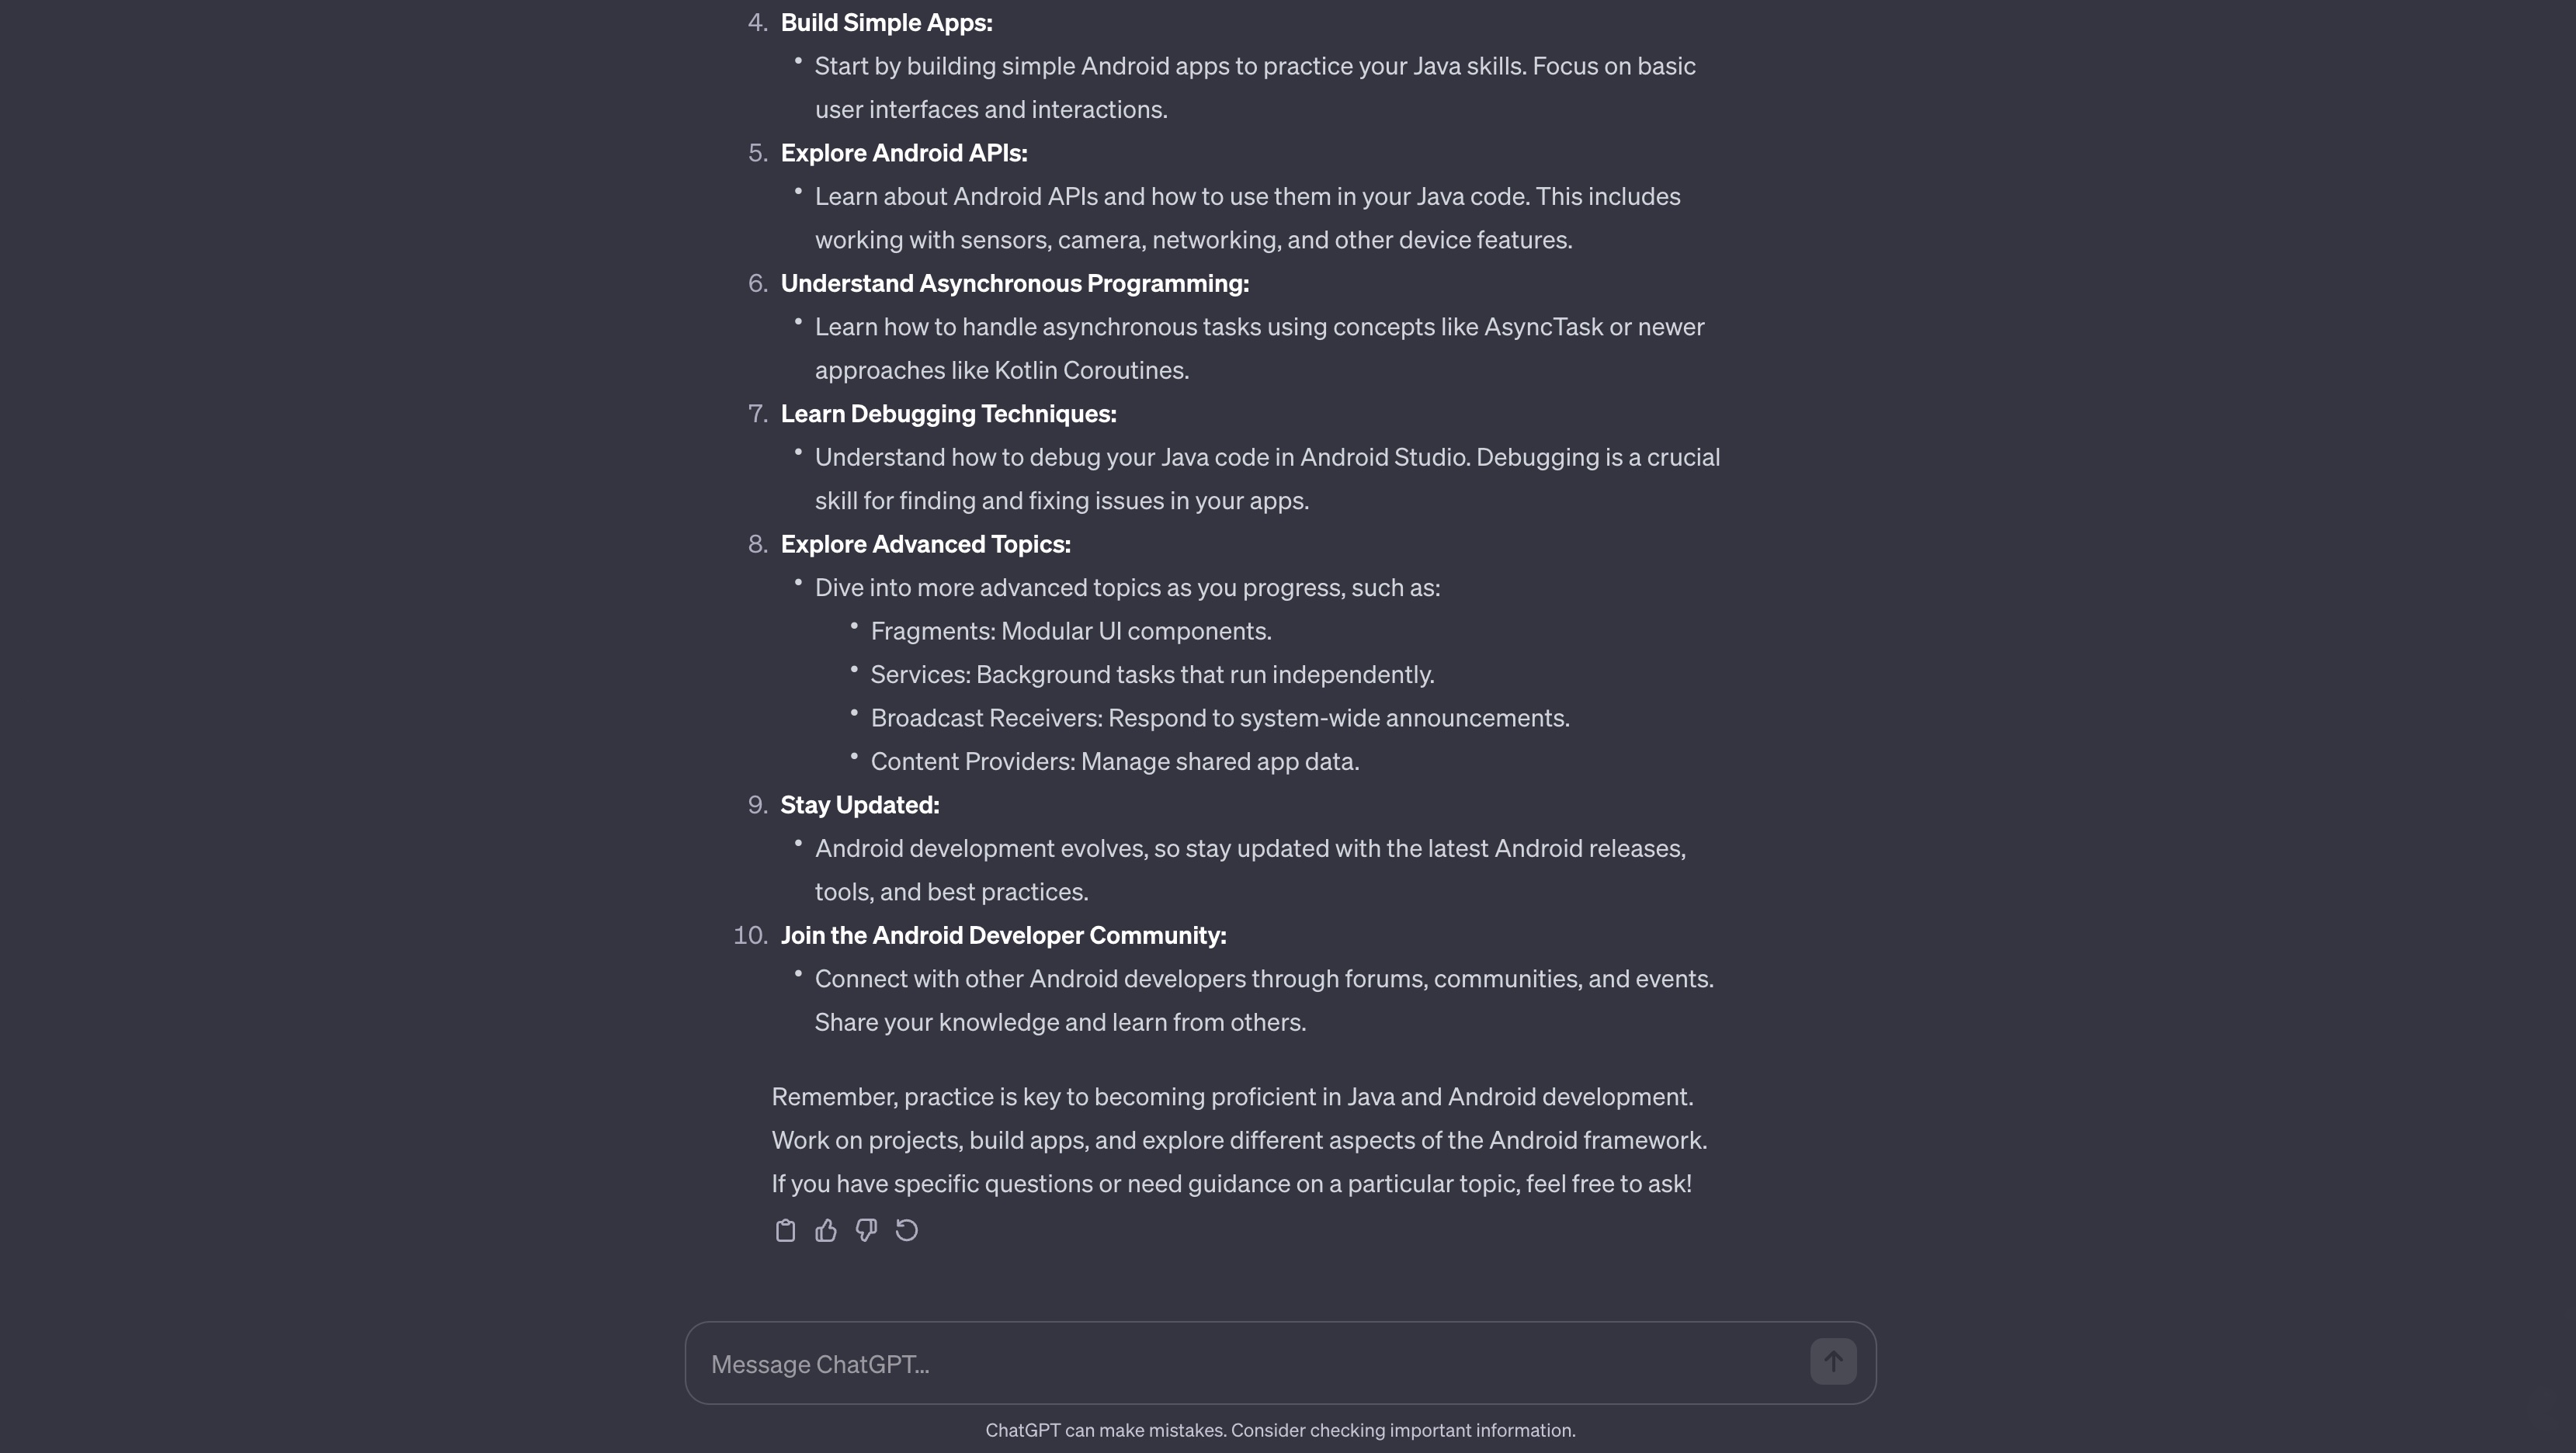 4. Build Simple Apps:
• Start by building simple Android apps to practice your Java skills. Focus on basic
user interfaces and interactions.
5. Explore Android APIs:
• Learn about Android APIs and how to use them in your Java code. This includes
working with sensors, camera, networking, and other device features.
6. Understand Asynchronous Programming:
• Learn how to handle asynchronous tasks using concepts like AsyncTask or newer
approaches like Kotlin Coroutines.
7. Learn Debugging Techniques:
• Understand how to debug your Java code in Android Studio. Debugging is a crucial
skill for finding and fixing issues in your apps.
8. Explore Advanced Topics:
• Dive into more advanced topics as you progress, such as:
• Fragments: Modular UI components.
• Services: Background tasks that run independently.
• Broadcast Receivers: Respond to system-wide announcements.
• Content Providers: Manage shared app data.
9. Stay Updated:
• Android development evolves, so stay updated with the latest Android releases,
tools, and best practices.
10. Join the Android Developer Community:
• Connect with other Android developers through forums, communities, and events.
Share your knowledge and learn from others.
Remember, practice is key to becoming proficient in Java and Android development.
Work on projects, build apps, and explore different aspects of the Android framework.
If you have specific questions or need guidance on a particular topic, feel free to ask!
Message ChatGPT...
ChatGPT can make mistakes. Consider checking important information.